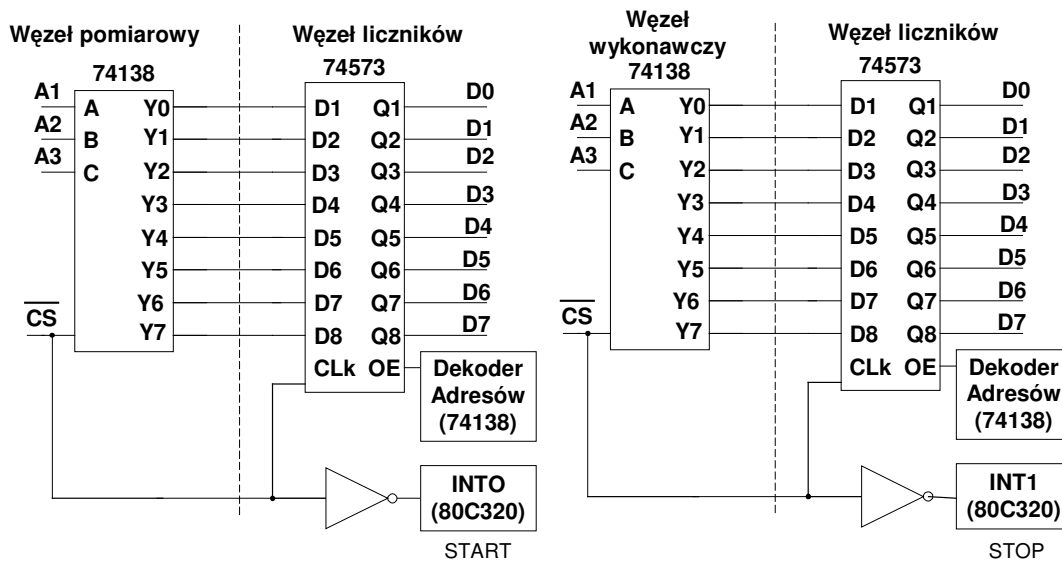 Węzeł pomiarowy
Węzeł liczników
74138
74573
A1
A2
A3
A
B
C
Y0
Y1
Y2
Y3
Y4
Y5
Y6
Y7
CS
D1
D2
D3
D4
D5
D6
D7
D8
CLk
Q1
Q2
Q3
Q4
Q5
Q6
Q7
Q8
OE
D0
D1
D2
D3
D4
D5
D6
D7
Dekoder
Adresów
(74138)
INTO
(80C320)
START
Węzeł
wykonawczy
Węzeł liczników
74138
74573
A1
A2
A3
A
B
C
Y0
Y1
Y2
Y3
Y4
Y5
Y6
Y7
CS
D1
D2
D3
D4
D5
D6
D7
D8
CLk
Q1
Q2
Q3
Q4
Q5
Q6
Q7
Q8
OE
D0
D1
D2
D3
D4
D5
D6
D7
Dekoder
Adresów
(74138)
INT1
(80C320)
STOP